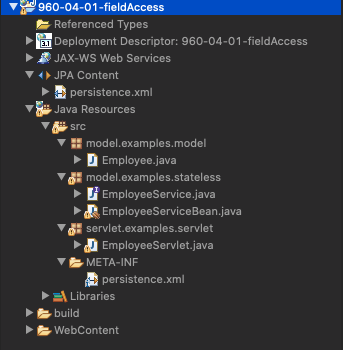 960-04-01-fieldAccess
Referenced Types
Deployment Descriptor: 960-04-01-fieldAccess
JAX-WS Web Services
JPA Content
persistence.xml
Java Resources
src
model.examples.model
Employee.java
model.examples.stateless
EmployeeService.java
EmployeeServiceBean.java
servlet.examples.servlet
EmployeeServlet.java
META-INF
persistence.xml
Libraries
build
WebContent